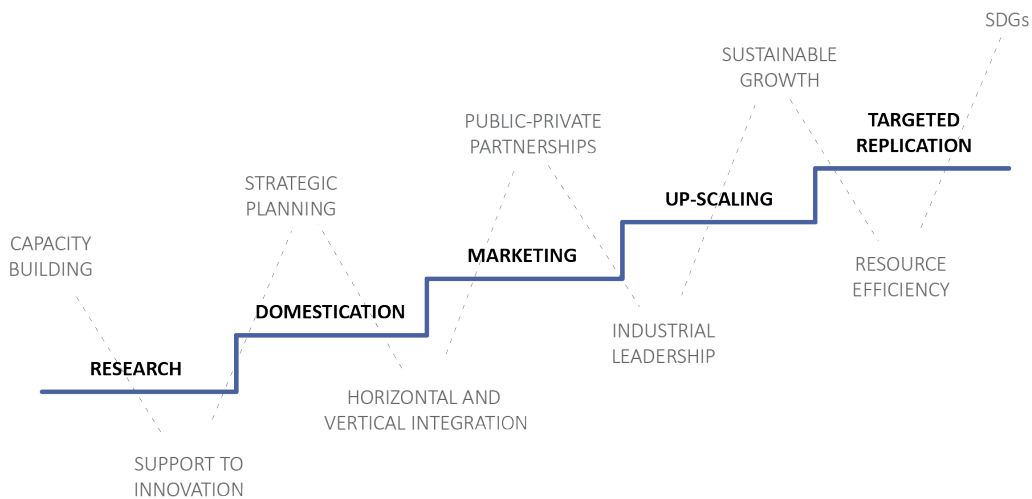 SDGs
SUSTAINABLE
GROWTH
TARGETED
REPLICATION
PUBLIC-PRIVATE
PARTNERSHIPS
STRATEGIC
PLANNING
UP-SCALING
CAPACITY
BUILDING
MARKETING
RESOURCE
EFFICIENCY
DOMESTICATION
INDUSTRIAL
LEADERSHIP
RESEARCH
HORIZONTAL AND
VERTICAL INTEGRATION
SUPPORT TO
INNOVATION